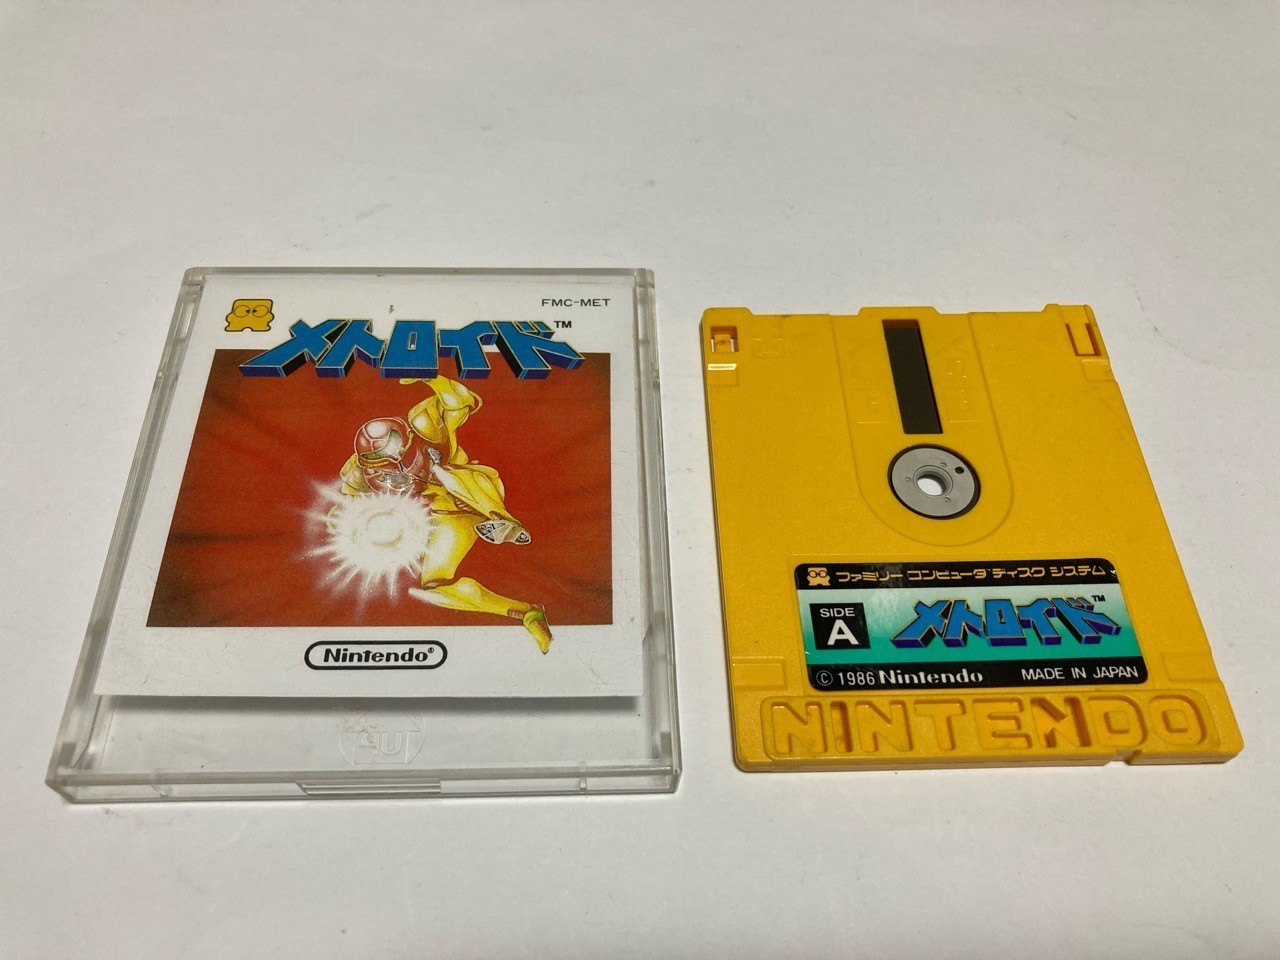 FMC-MET
メトロイド™
Nintendo®
ファミリー コンピュータ ディスク システム
SIDE
A
メトロイド™
© 1986 Nintendo MADE IN JAPAN
NINTENDO